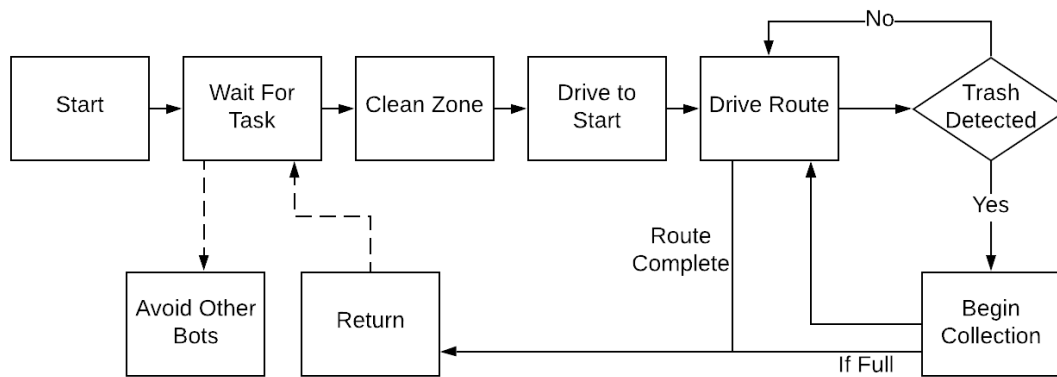 No
Start
Wait For
Task
Clean Zone
Drive to
Start
Drive Route
Trash
Detected
Yes
Route
Complete
Avoid Other
Bots
Return
Begin
Collection
If Full